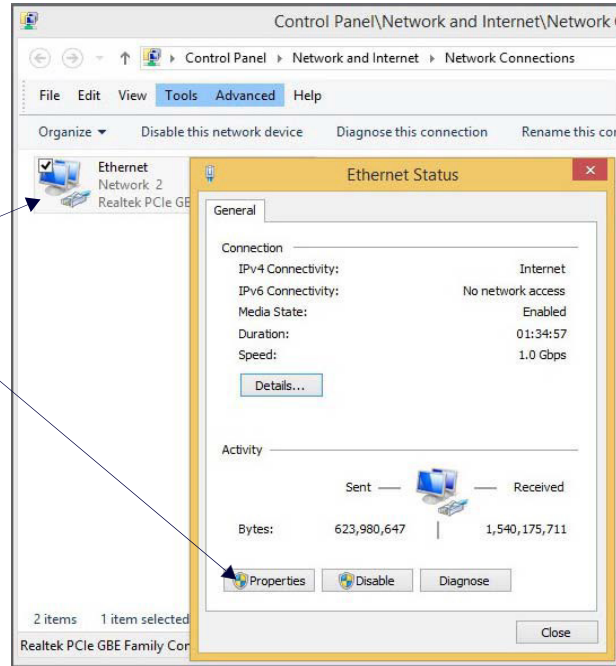 Control Panel\Network and Internet\Network
Control Panel Network and Internet Network Connections
File Edit View Tools Advanced Help
Organize Disable this network device Diagnose this connection Rename this
Ethernet
Network 2
Realtek PCIe
Ethernet Status
General
Connection
IPv4 Connectivity: Internet
IPv6 Connectivity: No network access
Media State: Enabled
Duration: 01:34:57
Speed: 1.0 Gbps
Details...
Activity
Sent Received
Bytes: 623,980,647 1,540,175,711
Properties Disable Diagnose
Close
2 items 1 item selected
Realtek PCIe GBE Family